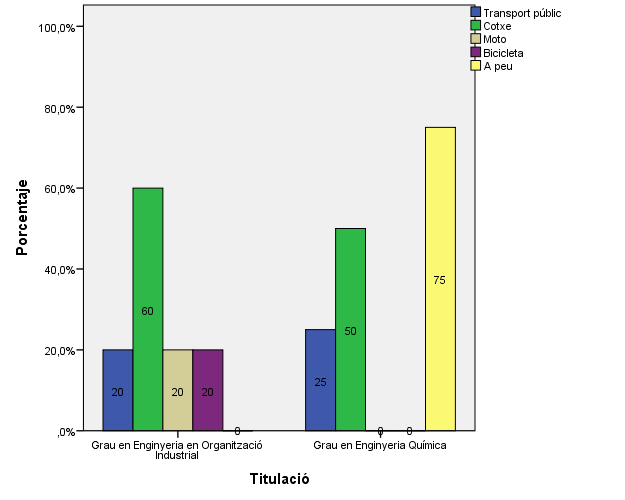 Transport públic
Cotxe
Moto
Bicicleta
A peu
100,0%
80,0%
60,0%
40,0%
20,0%
,0%
Porcentaje
20
60
20
20
0
25
50
0
0
75
Grau en Enginyeria en Organització
Industrial
Grau en Enginyeria Química
Titulació